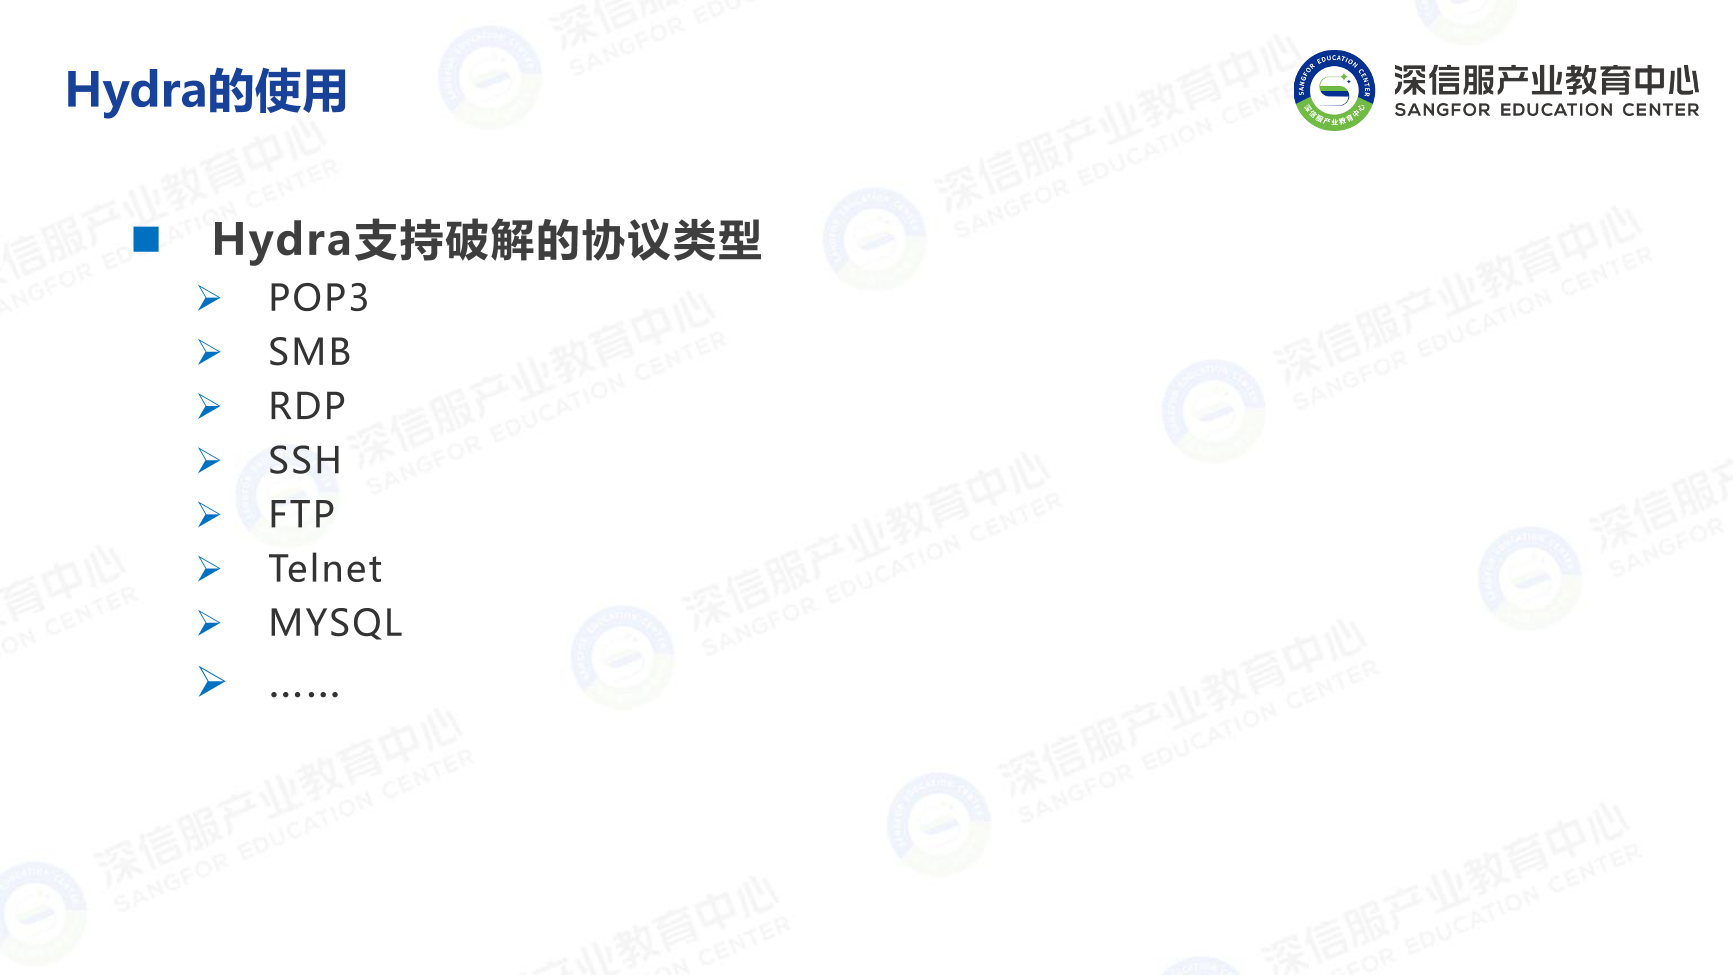 Hydra的使用
深信服产业教育中心
SANGFOR EDUCATION CENTER
Hydra支持破解的协议类型
POP3
SMB
RDP
SSH
FTP
Telnet
MYSQL
……